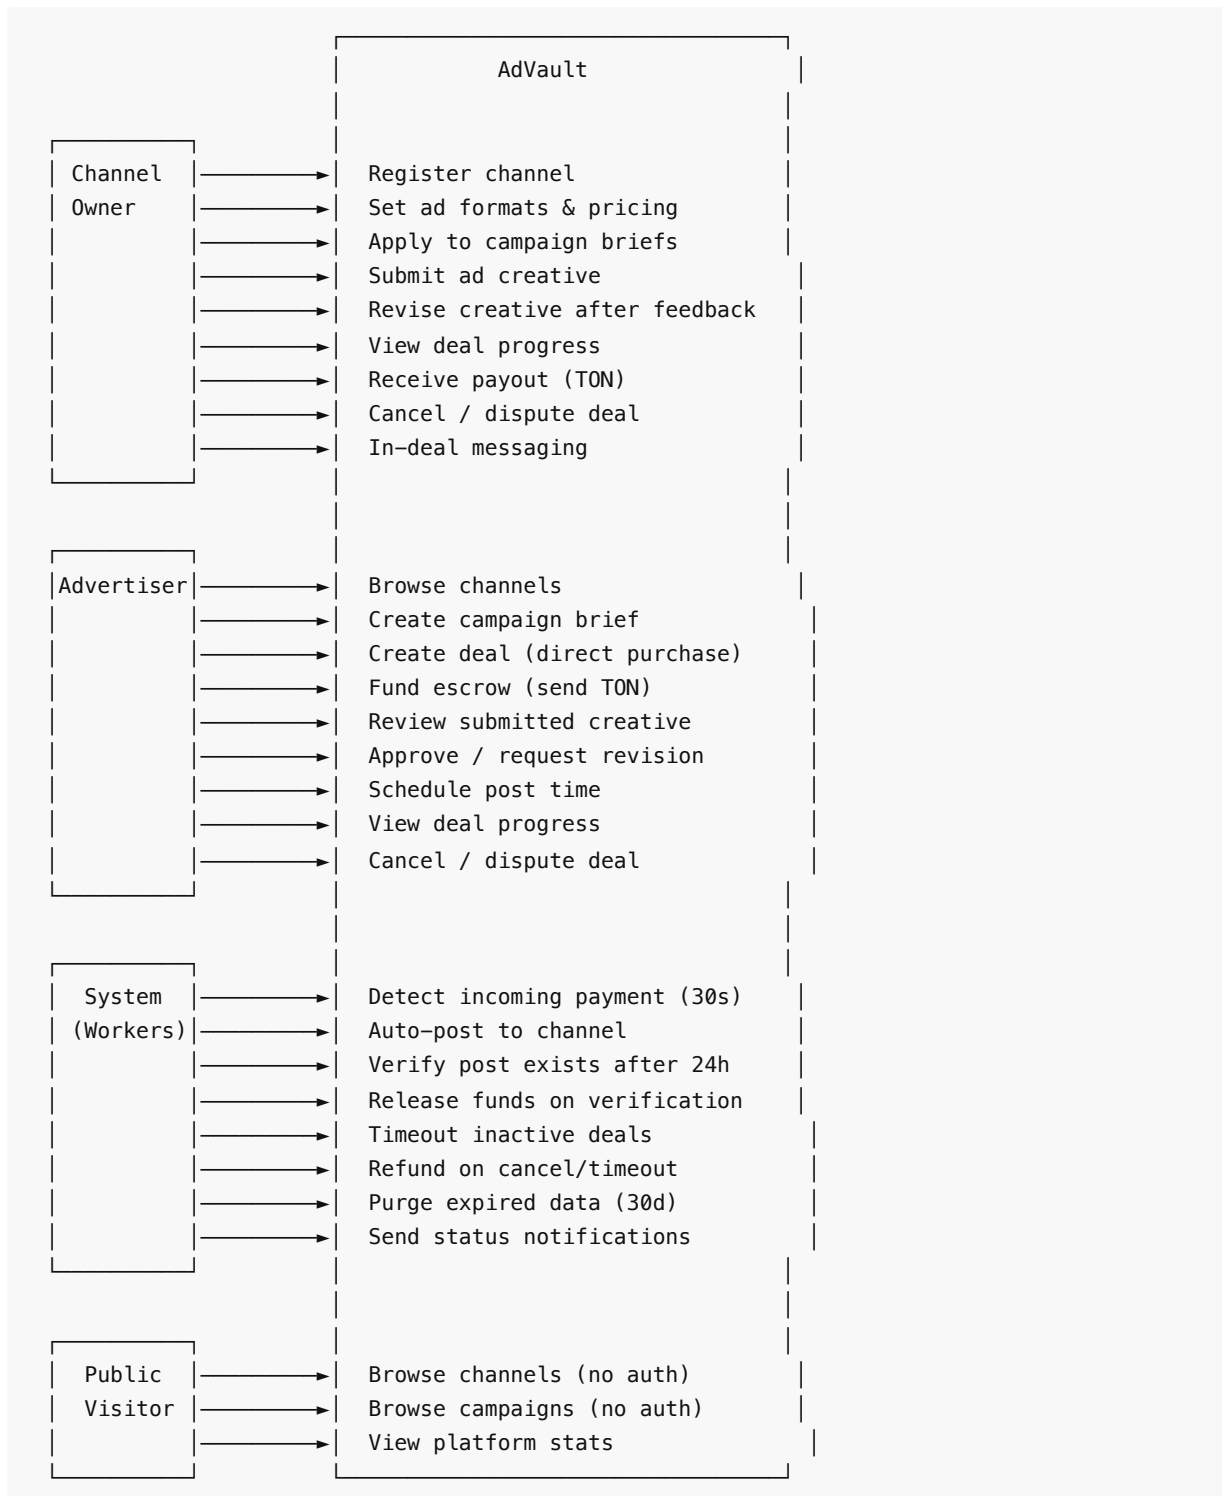 AdVault
Channel Register channel
Owner Set ad formats & pricing
Apply to campaign briefs
Submit ad creative
Revise creative after feedback
View deal progress
Receive payout (TON)
Cancel / dispute deal
In-deal messaging
Advertiser Browse channels
Create campaign brief
Create deal (direct purchase)
Fund escrow (send TON)
Review submitted creative
Approve / request revision
Schedule post time
View deal progress
Cancel / dispute deal
System Detect incoming payment (30s)
(Workers) Auto-post to channel
Verify post exists after 24h
Release funds on verification
Timeout inactive deals
Refund on cancel/timeout
Purge expired data (30d)
Send status notifications
Public Browse channels (no auth)
Visitor Browse campaigns (no auth)
View platform stats